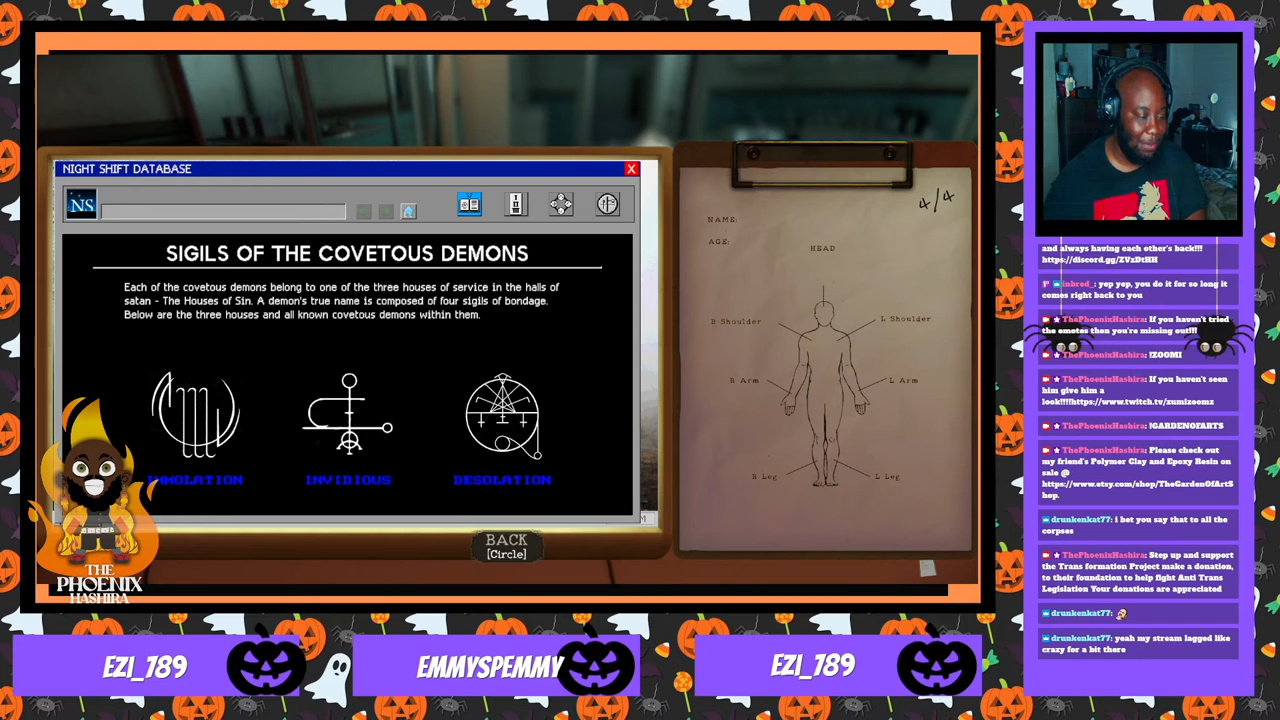 NIGHT SHIFT DATABASE
X
NS
SIGILS OF THE COVETOUS DEMONS
Each of the covetous demons belong to one of the three houses of service in the halls of
satan - The Houses of Sin. A demon's true name is composed of four sigils of bondage.
Below are the three houses and all known covetous demons within them.
IMMOLATION
INVIDIOUS
DESOLATION
BACK
[Circle]
4/4
NAME:
AGE:
HEAD
R Shoulder
L Shoulder
R Arm
L Arm
R Leg
L Leg
THE
PHOENIX
HASHIRA
EZI_789
EMMYSPEMMY
EZI_789
and always having each other's back!!!
https://discord.gg/ZVzDtHH
inbred_: yep yep, you do it for so long it
comes right back to you
ThePhoenixHashira: If you haven't tried
the emotes then you're missing out!!!
ThePhoenixHashira: !ZOOMI
ThePhoenixHashira: If you haven't seen
him give him a
look!!!!https://www.twitch.tv/zumizoomz
ThePhoenixHashira: !GARDENOFARTS
ThePhoenixHashira: Please check out
my friend's Polymer Clay and Epoxy Resin on
sale @
https://www.etsy.com/shop/TheGardenOfArtS
hop.
drunkenkat77: i bet you say that to all the
corpses
ThePhoenixHashira: Step up and support
the Trans formation Project make a donation,
to their foundation to help fight Anti Trans
Legislation Your donations are appreciated
drunkenkat77:
drunkenkat77: yeah my stream lagged like
crazy for a bit there